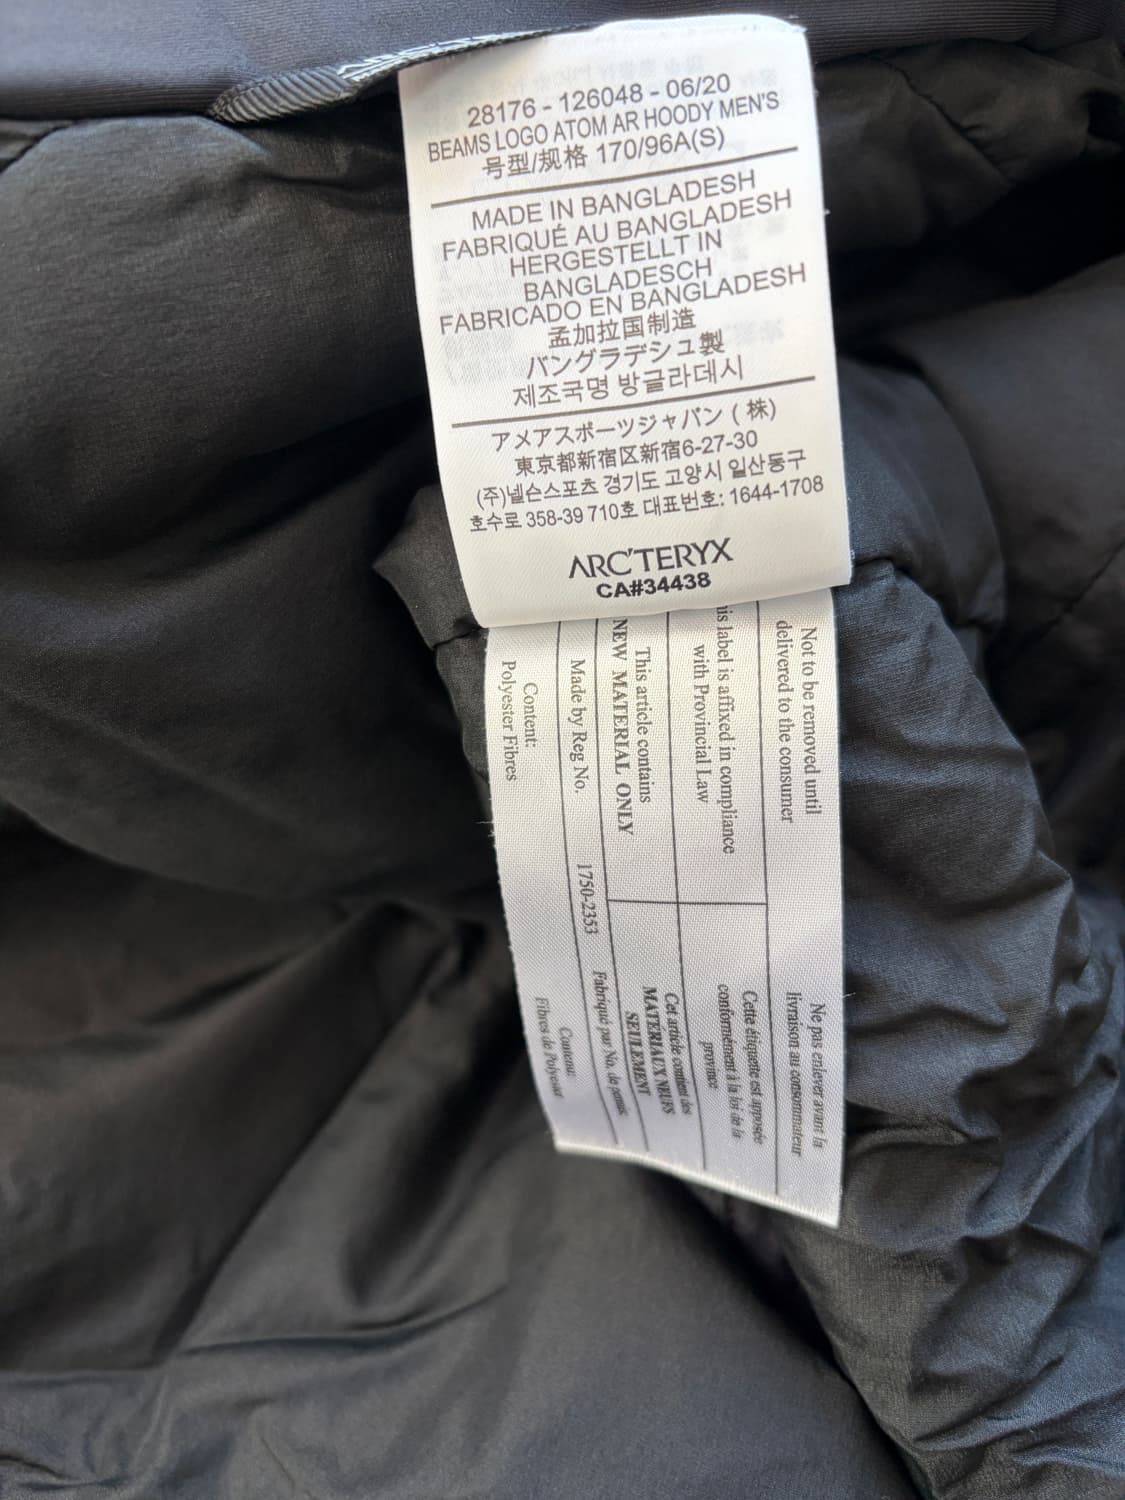 28176 - 126048 - 06/20
BEAMS LOGO ATOM AR HOODY MEN'S
号型/规格 170/96A(S)
MADE IN BANGLADESH
FABRIQUÉ AU BANGLADESH
HERGESTELLT IN
BANGLADESCH
FABRICADO EN BANGLADESH
孟加拉国制造
バングラデシュ製
제조국명 방글라데시
アメアスポーツジャパン ( 株)
東京都新宿区新宿6-27-30
(주)넬슨스포츠 경기도 고양시 일산동구
호수로 358-39 710호 대표번호: 1644-1708
ARC'TERYX
CA#34438
Not to be removed until
delivered to the consumer
Ne pas enlever avant la
livraison au consommateur
his label is affixed in compliance
with Provincial Law
Cette étiquette est apposée
conformément à la loi de la
province
This article contains
NEW MATERIAL ONLY
Cet article contient des
MATÉRIAUX NEUFS
SEULEMENT
Made by Reg No. 1750-2353 Fabriqué par No. de permis
Content:
Polyester Fibres
Contenu:
Fibres de Polyester